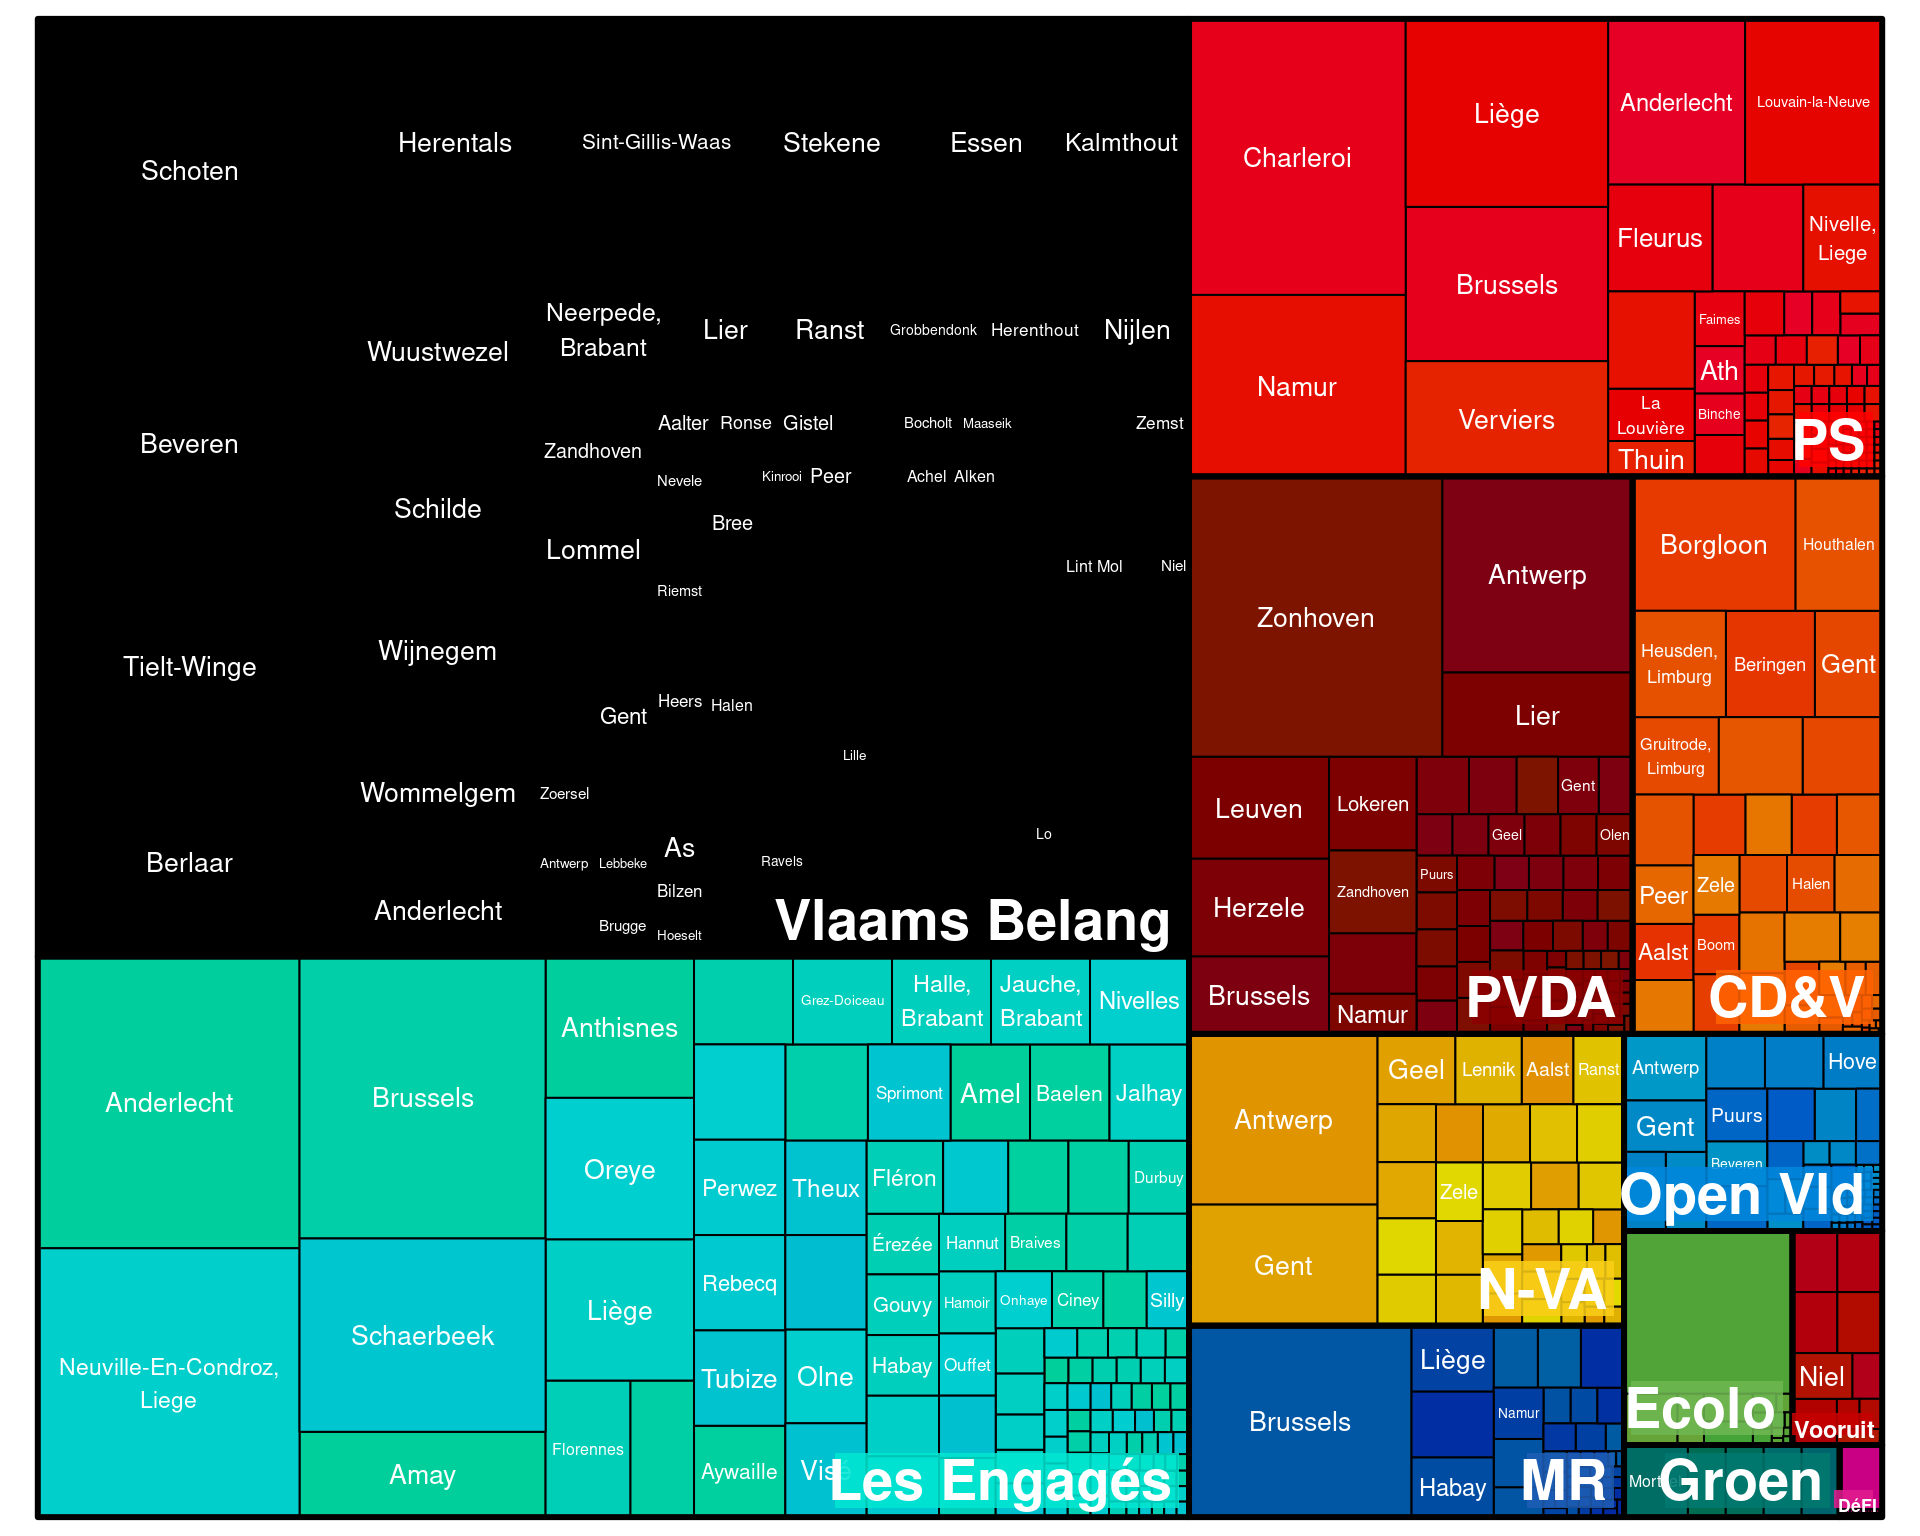 Schoten
Herentals
Sint-Gillis-Waas
Stekene
Essen
Kalmthout
Beveren
Wuustwezel
Neerpede,
Brabant
Lier
Ranst
Grobbendonk
Herenthout
Nijlen
Aalter
Ronse
Gistel
Bocholt
Maaseik
Zemst
Zandhoven
Nevele
Kinrooi
Peer
Achel
Alken
Schilde
Bree
Lommel
Lint
Mol
Niel
Riemst
Tielt-Winge
Wijnegem
Gent
Heers
Halen
Lille
Wommelgem
Zoersel
Lo
Berlaar
As
Antwerp
Lebbeke
Ravels
Bilzen
Anderlecht
Brugge
Hoeselt
Vlaams Belang
Charleroi
Liège
Anderlecht
Louvain-la-Neuve
Fleurus
Nivelle,
Liege
Brussels
Namur
Verviers
Faimes
Ath
La
Louvière
Binche
Thuin
PS
Zonhoven
Antwerp
Lier
Leuven
Lokeren
Gent
Geel
Olen
Herzele
Zandhoven
Puurs
Brussels
Namur
PVDA
Borgloon
Houthalen
Heusden,
Limburg
Beringen
Gent
Gruitrode,
Limburg
Peer
Zele
Halen
Aalst
Boom
CD&V
Anderlecht
Brussels
Anthisnes
Grez-Doiceau
Halle,
Brabant
Jauche,
Brabant
Nivelles
Oreye
Sprimont
Amel
Baelen
Jalhay
Perwez
Theux
Fléron
Durbuy
Neuville-En-Condroz,
Liege
Schaerbeek
Liège
Rebecq
Érezée
Hannut
Braives
Gouvy
Hamoir
Onhaye
Ciney
Silly
Tubize
Olne
Habay
Ouffet
Amay
Florennes
Aywaille
Visé
Les Engagés
Antwerp
Geel
Lennik
Aalst
Ranst
Zele
Gent
N-VA
Antwerp
Hove
Gent
Puurs
Beveren
Open Vld
Brussels
Liège
Namur
Habay
MR
Ecolo
Niel
Vooruit
Groen
DéFI